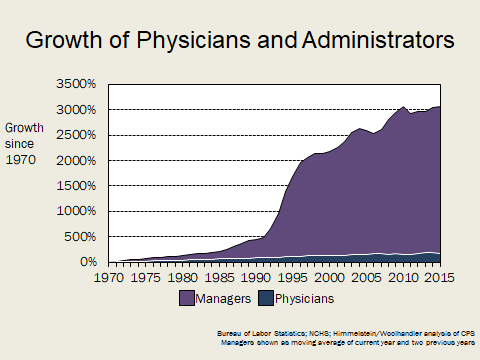 Growth of Physicians and Administrators
Growth
since
1970
3500%
3000%
2500%
2000%
1500%
1000%
500%
0%
1970 1975 1980 1985 1990 1995 2000 2005 2010 2015
Managers Physicians
Bureau of Labor Statistics; NCHS; Himmelstein/Woolhandler analysis of CPS
Managers shown as moving average of current year and two previous years